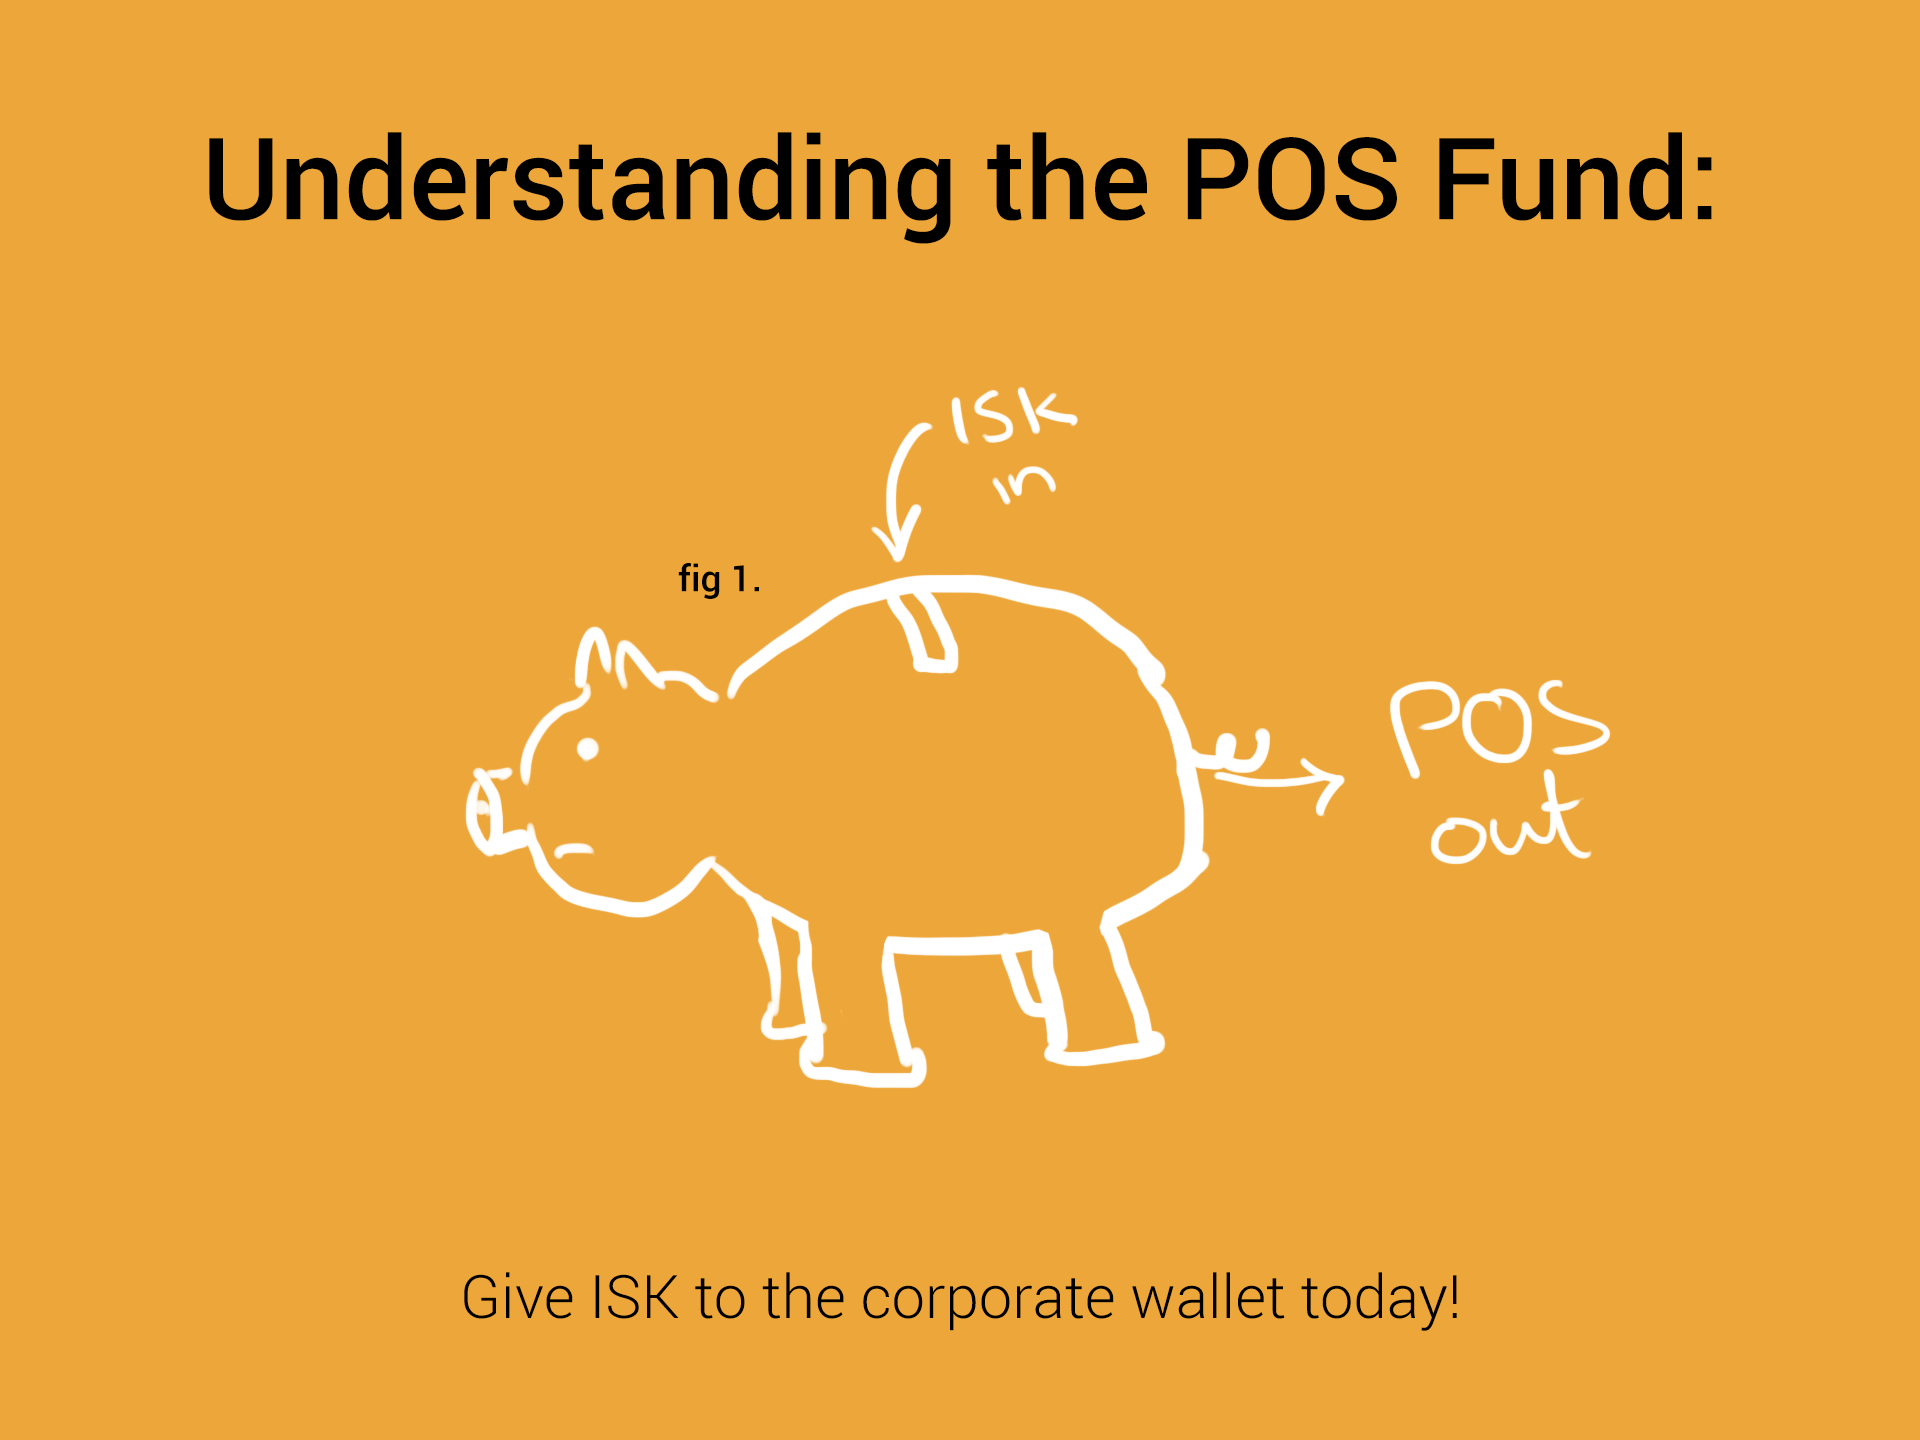 Understanding the POS Fund:
ISK
in
fig 1.
POS
out
Give ISK to the corporate wallet today!